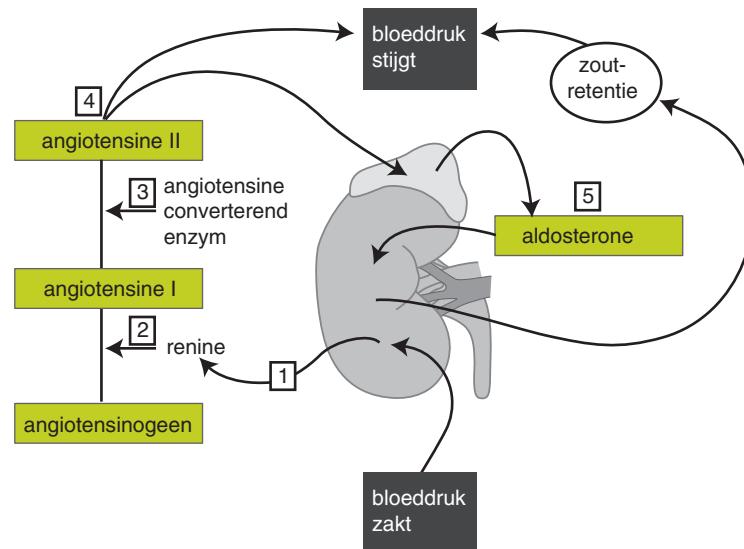 bloeddruk
stijgt
zout-
retentie
4
angiotensine II
3
angiotensine
converterend
enzym
5
aldosterone
angiotensine I
2
renine
1
angiotensinogeen
bloeddruk
zakt